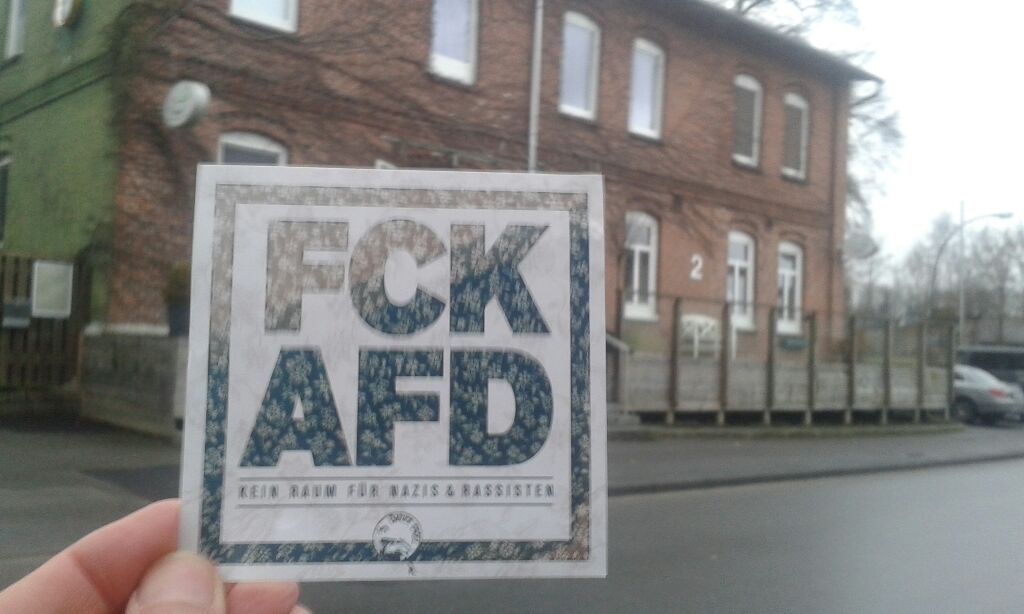 FCK
AFD
KEIN RAUM FÜR NAZIS & RASSISTEN
2